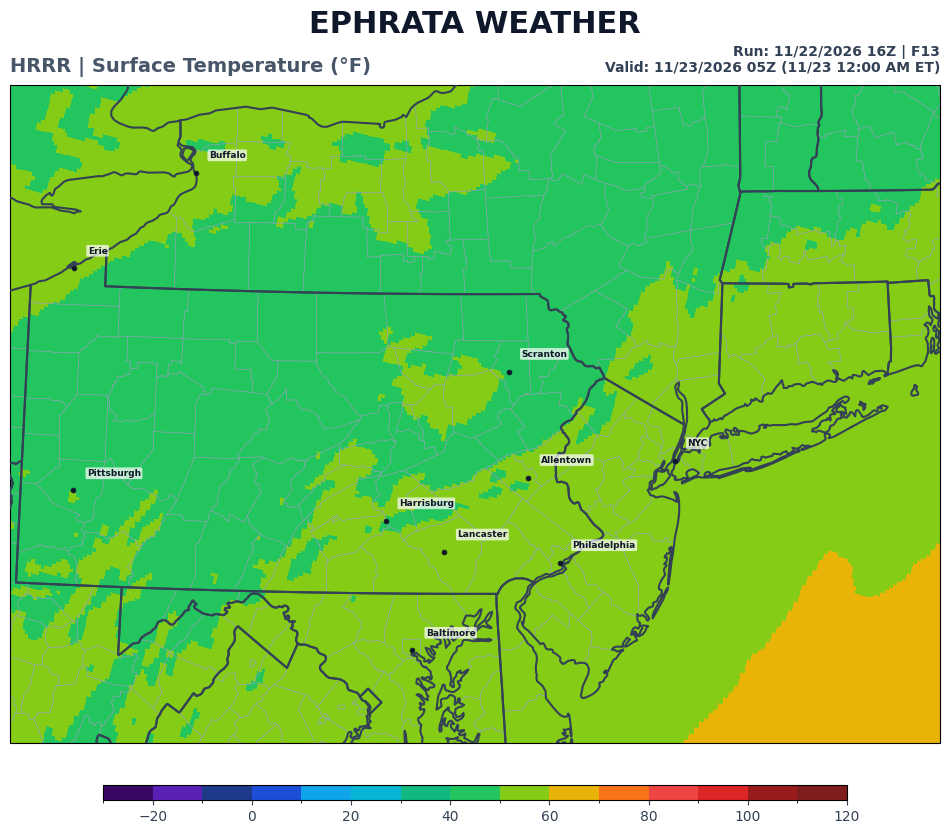 EPHRATA WEATHER
HRRR | Surface Temperature (°F)
Run: 11/22/2026 16Z | F13
Valid: 11/23/2026 05Z (11/23 12:00 AM ET)
Buffalo
Erie
Scranton
NYC
Allentown
Pittsburgh
Harrisburg
Lancaster
Philadelphia
Baltimore
−20 0 20 40 60 80 100 120